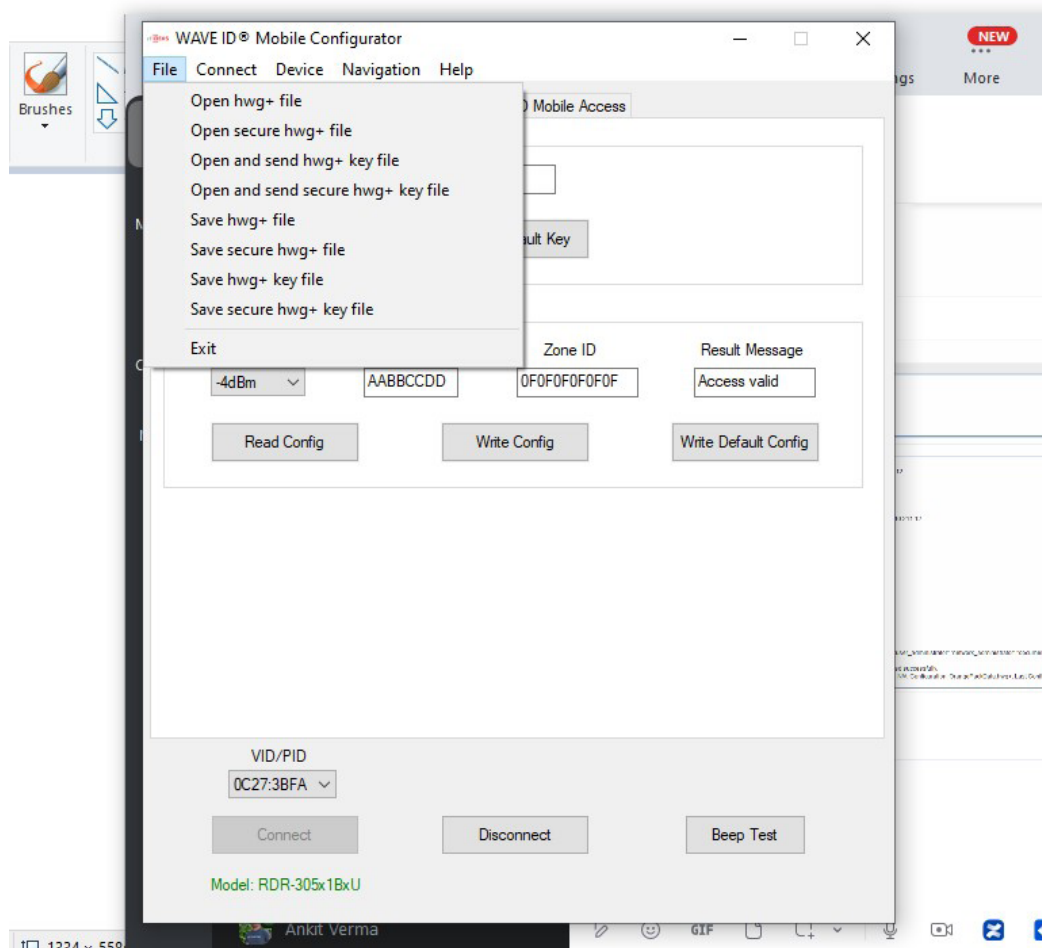 WAVE ID® Mobile Configurator
File Connect Device Navigation Help
Open hwg+ file
Open secure hwg+ file
Open and send hwg+ key file
Open and send secure hwg+ key file
Save hwg+ file
Save secure hwg+ file
Save hwg+ key file
Save secure hwg+ key file
Exit
Mobile Access
ault Key
Zone ID Result Message
-4dBm AABBCCDD 0F0F0F0F0F0F Access valid
Read Config Write Config Write Default Config
VID/PID
0C27:3BFA
Connect Disconnect Beep Test
Model: RDR-305x1BxU
Brushes
NEW
ngs More
Ankit Verma
GIF